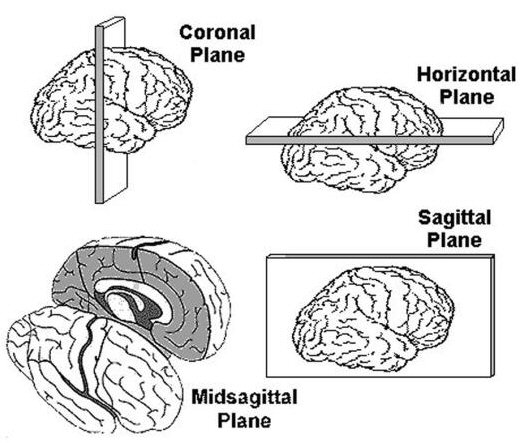 Coronal
Plane
Horizontal
Plane
Sagittal
Plane
Midsagittal
Plane